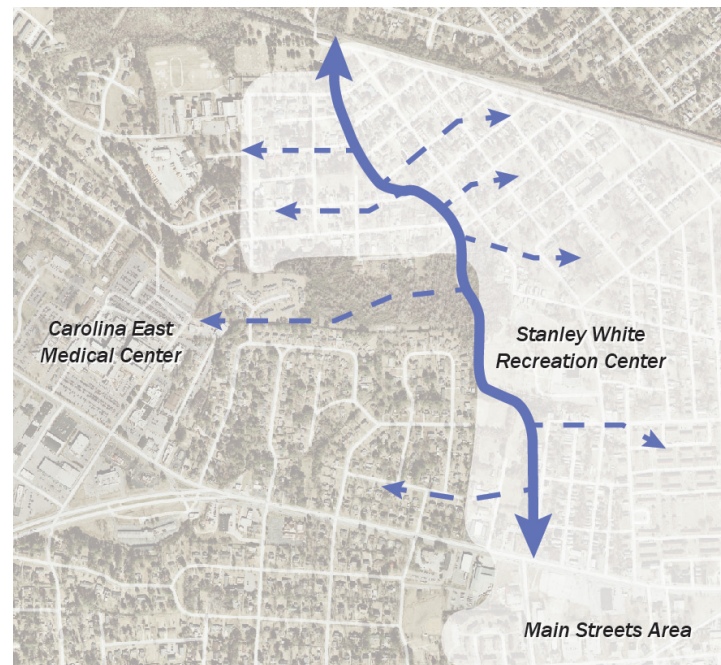 Carolina East
Medical Center
Stanley White
Recreation Center
Main Streets Area